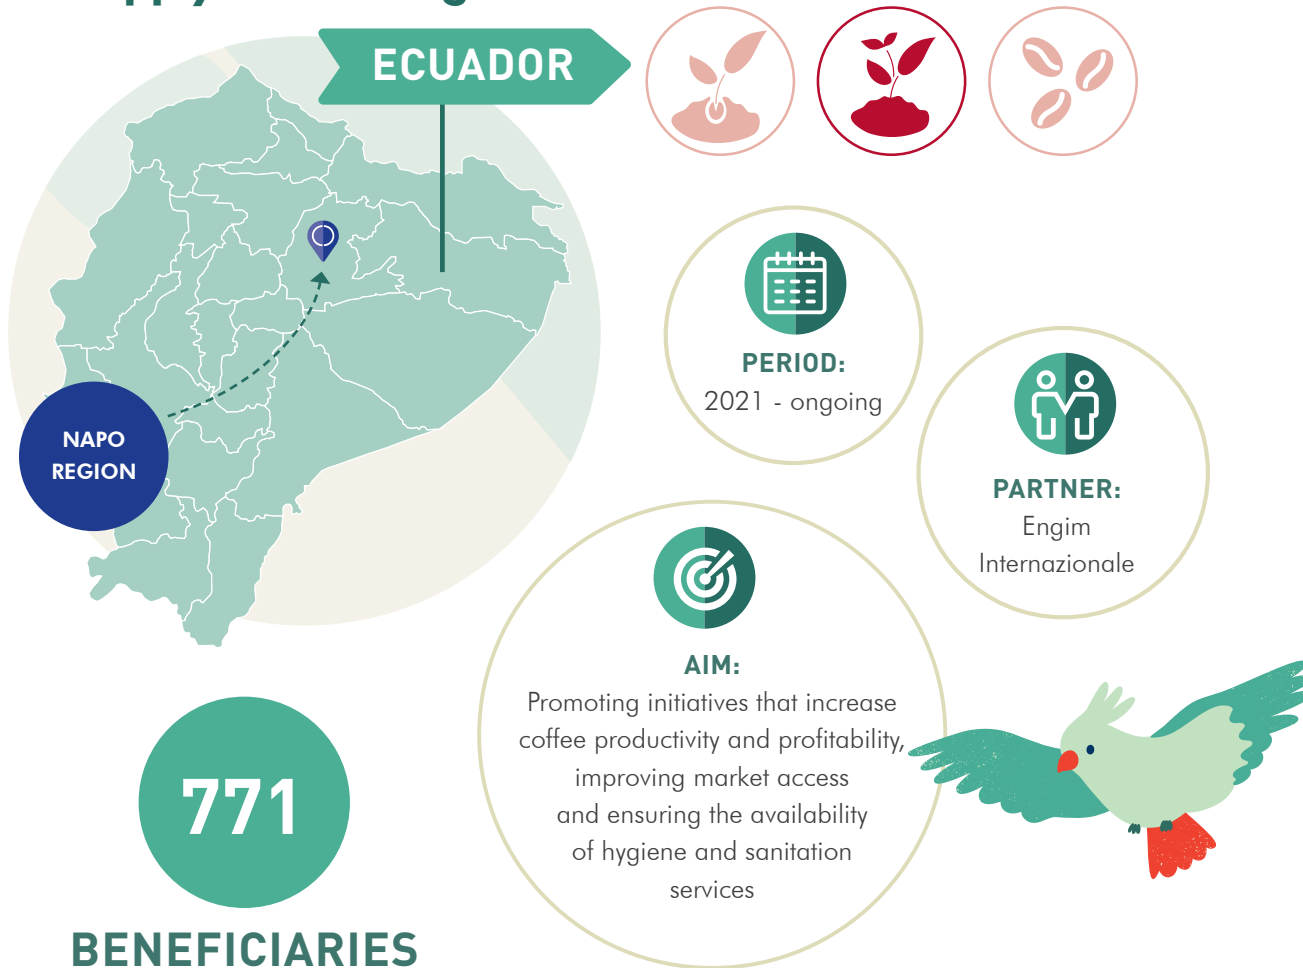 ECUADOR
NAPO
REGION
PERIOD:
2021 - ongoing
PARTNER:
Engim
Internazionale
AIM:
Promoting initiatives that increase
coffee productivity and profitability,
improving market access
and ensuring the availability
of hygiene and sanitation
services
771
BENEFICIARIES